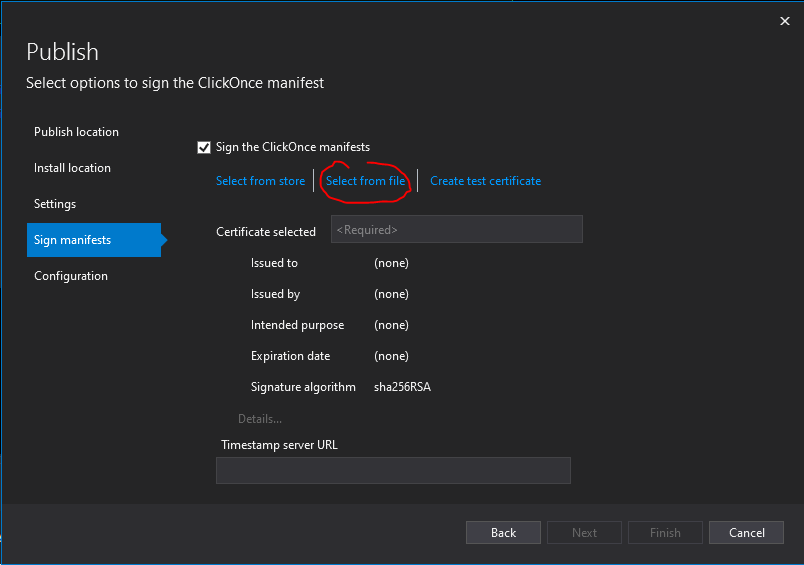 Publish
Select options to sign the ClickOnce manifest
Publish location
Install location
Settings
Sign manifests
Configuration
Sign the ClickOnce manifests
Select from store Select from file Create test certificate
Certificate selected <Required>
Issued to (none)
Issued by (none)
Intended purpose (none)
Expiration date (none)
Signature algorithm sha256RSA
Details...
Timestamp server URL
Back Next Finish Cancel